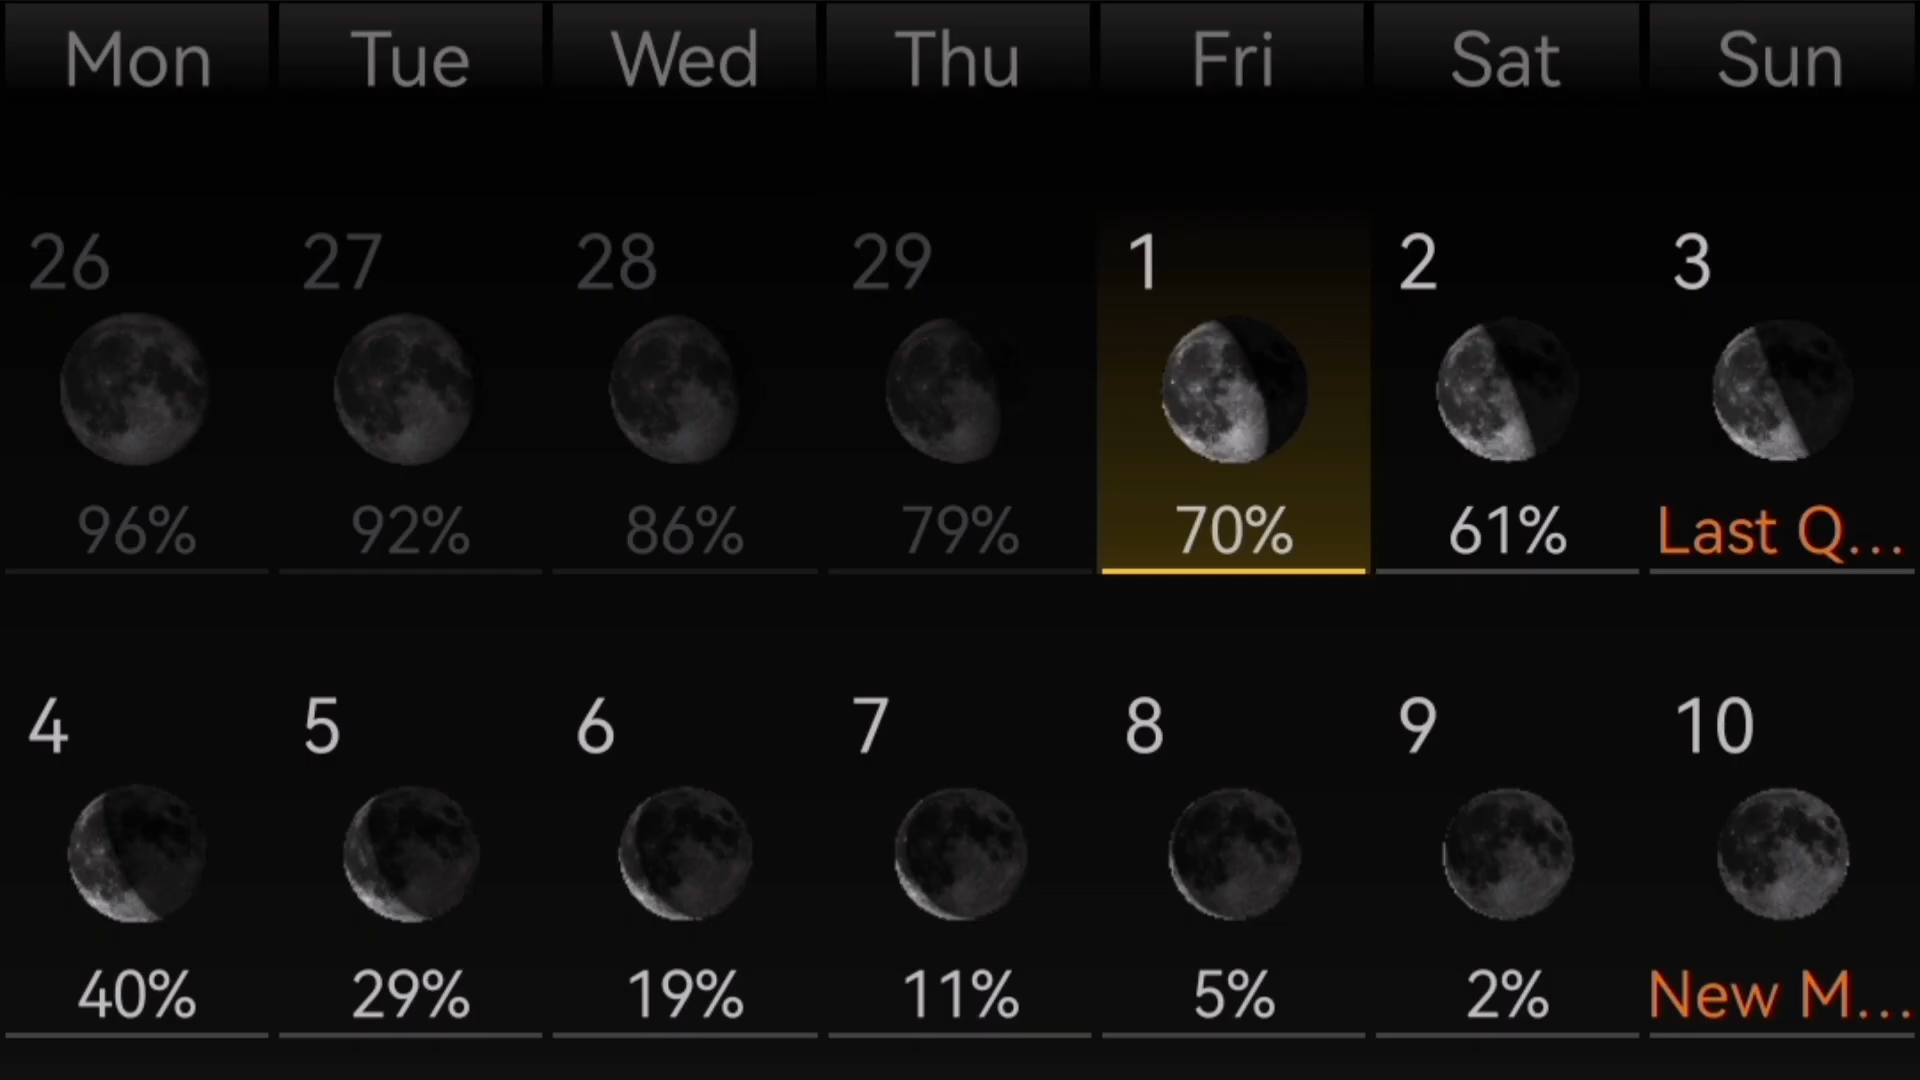 Mon Tue Wed Thu Fri Sat Sun
26 27 28 29 1 2 3
96% 92% 86% 79% 70% 61% Last Q...
4 5 6 7 8 9 10
40% 29% 19% 11% 5% 2% New M...